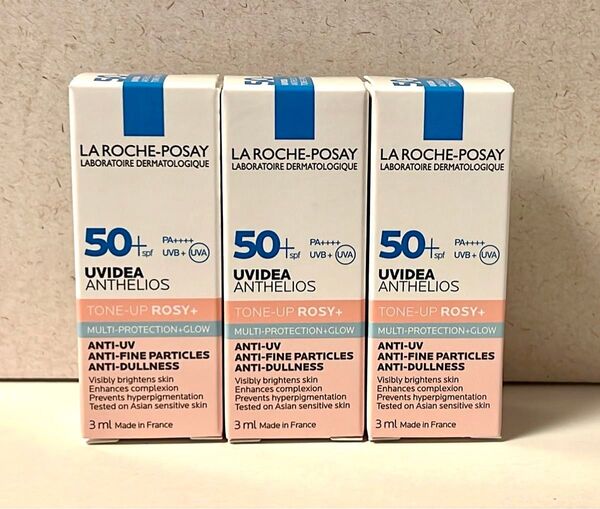 LA ROCHE-POSAY
LABORATOIRE DERMATOLOGIQUE
50+ spf
PA++++
UVB + UVA
UVIDEA
ANTHELIOS
TONE-UP ROSY+
MULTI-PROTECTION+GLOW
ANTI-UV
ANTI-FINE PARTICLES
ANTI-DULLNESS
Visibly brightens skin
Enhances complexion
Prevents hyperpigmentation
Tested on Asian sensitive skin
3 ml Made in France
LA ROCHE-POSAY
LABORATOIRE DERMATOLOGIQUE
50+ spf
PA++++
UVB + UVA
UVIDEA
ANTHELIOS
TONE-UP ROSY+
MULTI-PROTECTION+GLOW
ANTI-UV
ANTI-FINE PARTICLES
ANTI-DULLNESS
Visibly brightens skin
Enhances complexion
Prevents hyperpigmentation
Tested on Asian sensitive skin
3 ml Made in France
LA ROCHE-POSAY
LABORATOIRE DERMATOLOGIQUE
50+ spf
PA++++
UVB + UVA
UVIDEA
ANTHELIOS
TONE-UP ROSY+
MULTI-PROTECTION+GLOW
ANTI-UV
ANTI-FINE PARTICLES
ANTI-DULLNESS
Visibly brightens skin
Enhances complexion
Prevents hyperpigmentation
Tested on Asian sensitive skin
3 ml Made in France